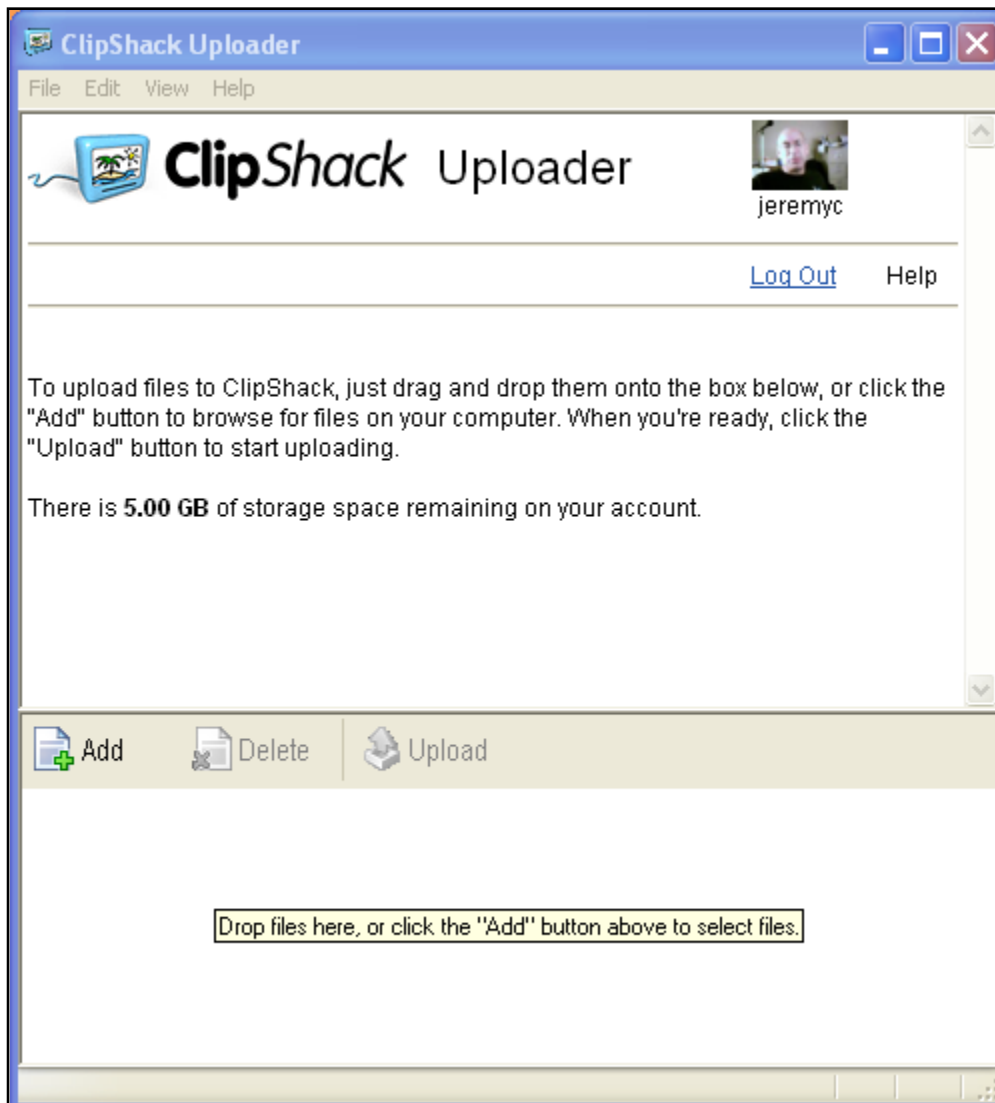 ClipShack Uploader
File Edit View Help
ClipShack Uploader
jeremyc
Log Out Help
To upload files to ClipShack, just drag and drop them onto the box below, or click the
"Add" button to browse for files on your computer. When you're ready, click the
"Upload" button to start uploading.
There is 5.00 GB of storage space remaining on your account.
Add Delete Upload
Drop files here, or click the "Add" button above to select files.